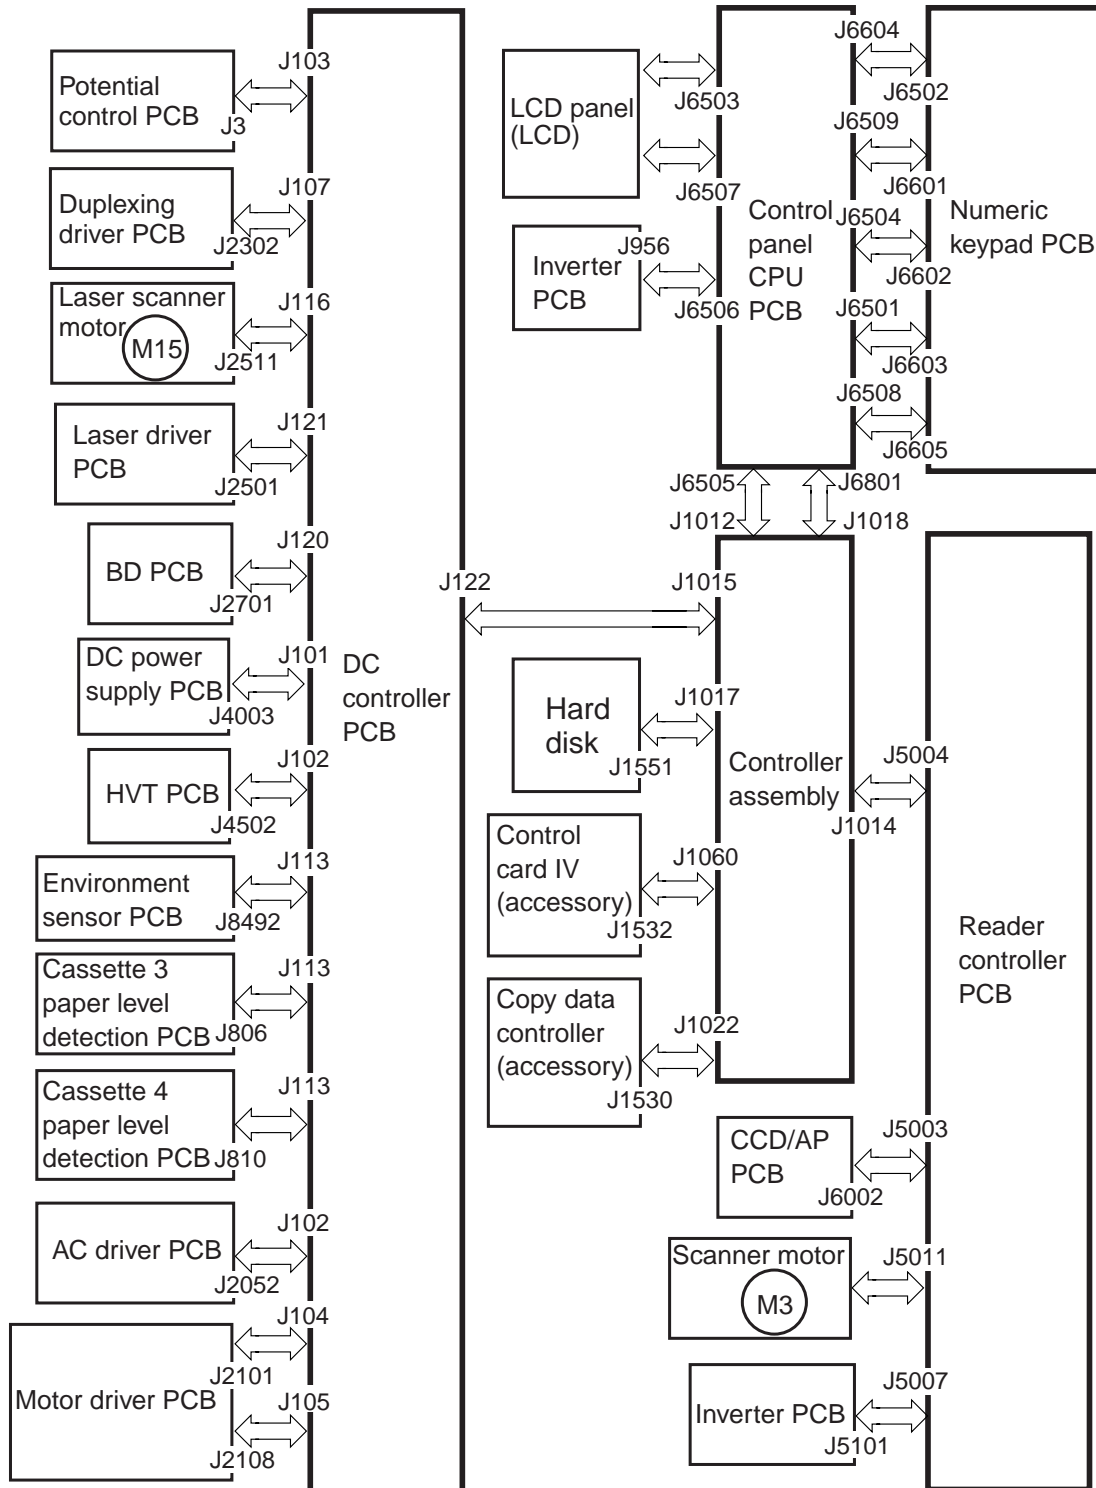 J103
Potential
control PCB
J3
J107
Duplexing
driver PCB
J2302
Laser scanner
motor
M15
J116
J2511
J121
Laser driver
PCB
J2501
J120
BD PCB
J2701
J101
DC power
supply PCB
J4003
J102
HVT PCB
J4502
J113
Environment
sensor PCB
J8492
J113
Cassette 3
paper level
detection PCB
J806
J113
Cassette 4
paper level
detection PCB
J810
J102
AC driver PCB
J2052
J104
J2101
Motor driver PCB
J105
J2108
DC
controller
PCB
J122
J1015
LCD panel
(LCD)
J6503
J6507
J956
Inverter
PCB
J6506
Control
panel
CPU
PCB
J6604
J6502
J6509
J6601
J6504
J6602
J6501
J6603
J6508
J6605
Numeric
keypad PCB
J6505
J6801
J1012
J1018
Hard
disk
J1017
J1551
Control
card IV
(accessory)
J1060
J1532
Copy data
controller
(accessory)
J1022
J1530
Controller
assembly
J5004
J1014
Reader
controller
PCB
CCD/AP
PCB
J5003
J6002
Scanner motor
M3
J5011
J5007
Inverter PCB
J5101